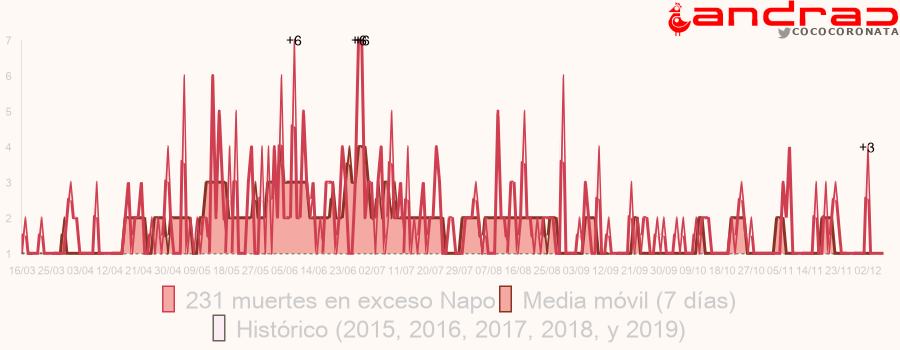 andrac
COCOCORONATA
+6
+6
+6
7
6
5
4
+3
3
2
1
16/03 25/03 03/04 12/04 21/04 30/04 09/05 18/05 27/05 05/06 14/06 23/06 02/07 11/07 20/07 29/07 07/08 16/08 25/08 03/09 12/09 21/09 30/09 09/10 18/10 27/10 05/11 14/11 23/11 02/12
231 muertes en exceso Napo Media móvil (7 días)
Histórico (2015, 2016, 2017, 2018, y 2019)